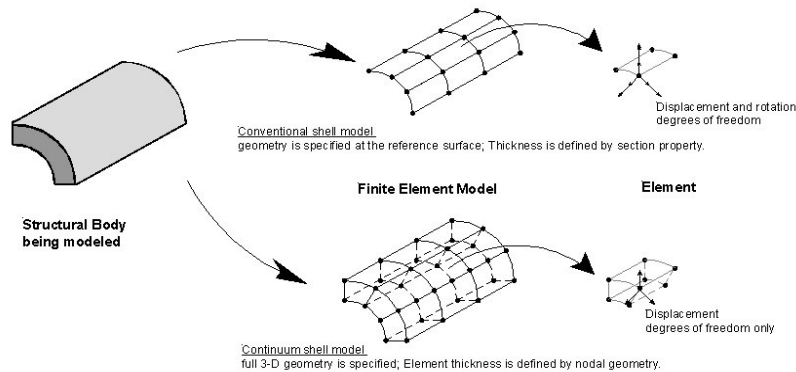 Displacement and rotation
degrees of freedom
Conventional shell model
geometry is specified at the reference surface; Thickness is defined by section property.
Finite Element Model
Element
Structural Body
being modeled
Displacement
degrees of freedom only
Continuum shell model
full 3-D geometry is specified; Element thickness is defined by nodal geometry.